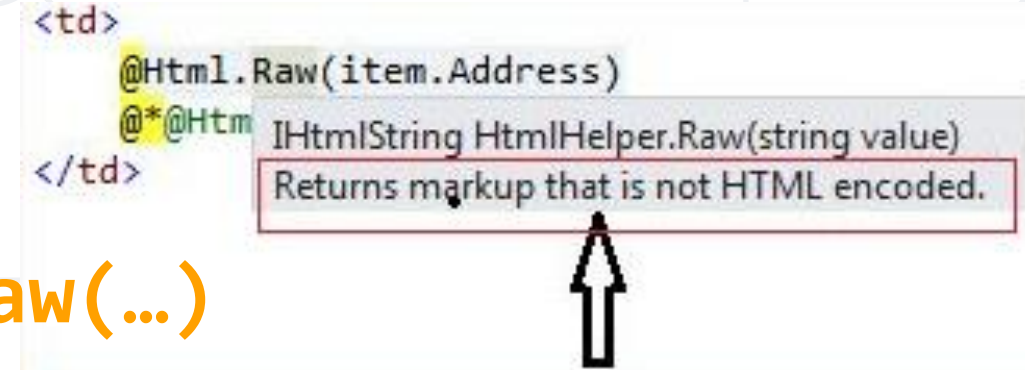 <td>
@Html.Raw(item.Address)
@*@Htm
IHtmlString HtmlHelper.Raw(string value)
</td>
Returns markup that is not HTML encoded.
aw(…)